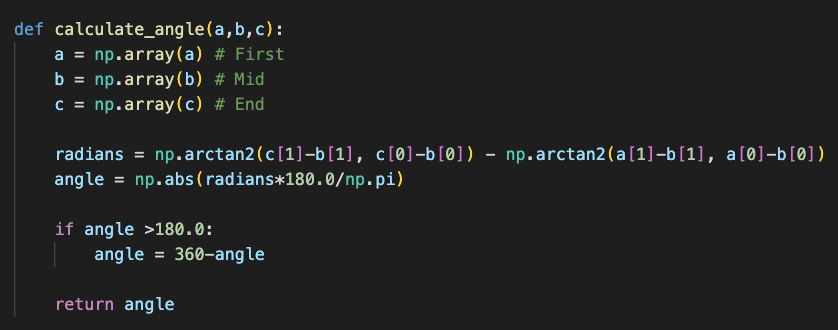 def calculate_angle(a,b,c):
    a = np.array(a) # First
    b = np.array(b) # Mid
    c = np.array(c) # End

    radians = np.arctan2(c[1]-b[1], c[0]-b[0]) - np.arctan2(a[1]-b[1], a[0]-b[0])
    angle = np.abs(radians*180.0/np.pi)

    if angle >180.0:
        angle = 360-angle

    return angle